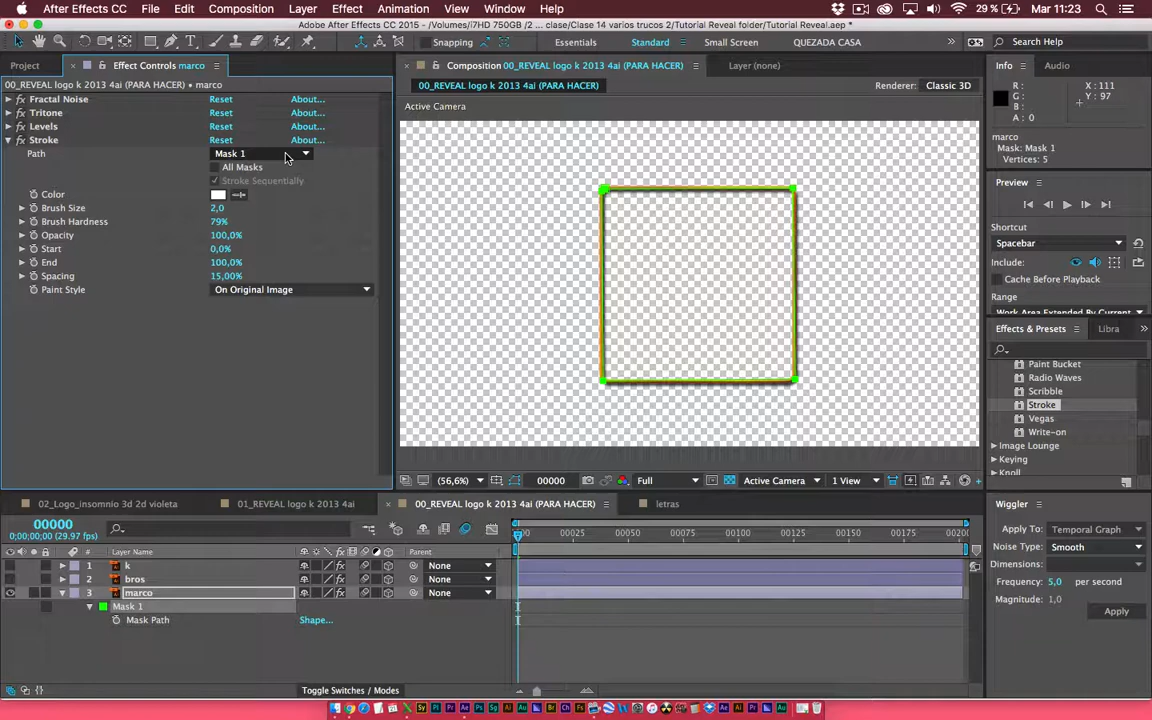 After Effects CC File Edit Composition Layer Effect Animation View Window Help 29 % Mar 11:23
Adobe After Effects CC 2015 - /Volumes/i7HD 750GB /2 ... clase/Clase 14 varios trucos 2/Tutorial Reveal folder/Tutorial Reveal.aep *
Snapping Essentials Standard Small Screen QUEZADA CASA Search Help
Project Effect Controls marco Composition 00_REVEAL logo k 2013 4ai (PARA HACER) Layer (none) Info Audio
00_REVEAL logo k 2013 4ai (PARA HACER) • marco 00_REVEAL logo k 2013 4ai (PARA HACER) Renderer: Classic 3D
Fractal Noise Reset About...
Tritone Reset About...
Levels Reset About...
Stroke Reset About...
Path Mask 1
All Masks
Stroke Sequentially
Color
Brush Size 2,0
Brush Hardness 79%
Opacity 100,0%
Start 0,0%
End 100,0%
Spacing 15,00%
Paint Style On Original Image
Active Camera
(56,6%) 00000 Full Active Camera 1 View
R: X: 111
G: Y: 97
B:
A: 0
marco
Mask: Mask 1
Vertices: 5
Preview
Shortcut
Spacebar
Include:
Cache Before Playback
Range
Work Area Extended By Current...
Effects & Presets Libra
Paint Bucket
Radio Waves
Scribble
Stroke
Vegas
Write-on
Image Lounge
Keying
Knoll
02_Logo_insomnio 3d 2d violeta 01_REVEAL logo k 2013 4ai 00_REVEAL logo k 2013 4ai (PARA HACER) letras
00000
0;00;00;00 (29.97 fps)
00025 00050 00075 00100 00125 00150 00175 00200
# Layer Name Parent
1 k None
2 bros None
3 marco None
Mask 1
Mask Path Shape...
Toggle Switches / Modes
Wiggler
Apply To: Temporal Graph
Noise Type: Smooth
Dimensions:
Frequency: 5,0 per second
Magnitude: 1,0
Apply